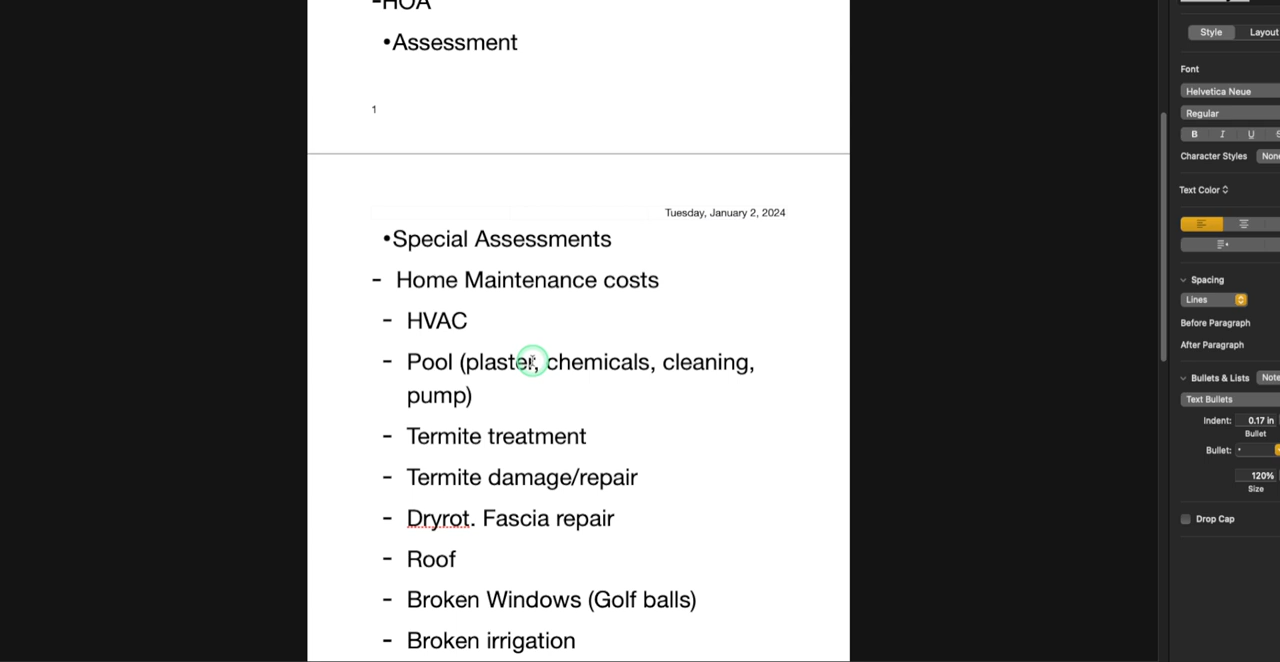 -HOA
•Assessment
1
Tuesday, January 2, 2024
•Special Assessments
- Home Maintenance costs
- HVAC
- Pool (plaster, chemicals, cleaning,
pump)
- Termite treatment
- Termite damage/repair
- Dryrot. Fascia repair
- Roof
- Broken Windows (Golf balls)
- Broken irrigation
Style
Layout
Font
Helvetica Neue
Regular
B I U S
Character Styles
Text Color
Spacing
Lines
Before Paragraph
After Paragraph
Bullets & Lists
Text Bullets
Indent: 0.17 in
Bullet
Bullet: •
120%
Size
Drop Cap